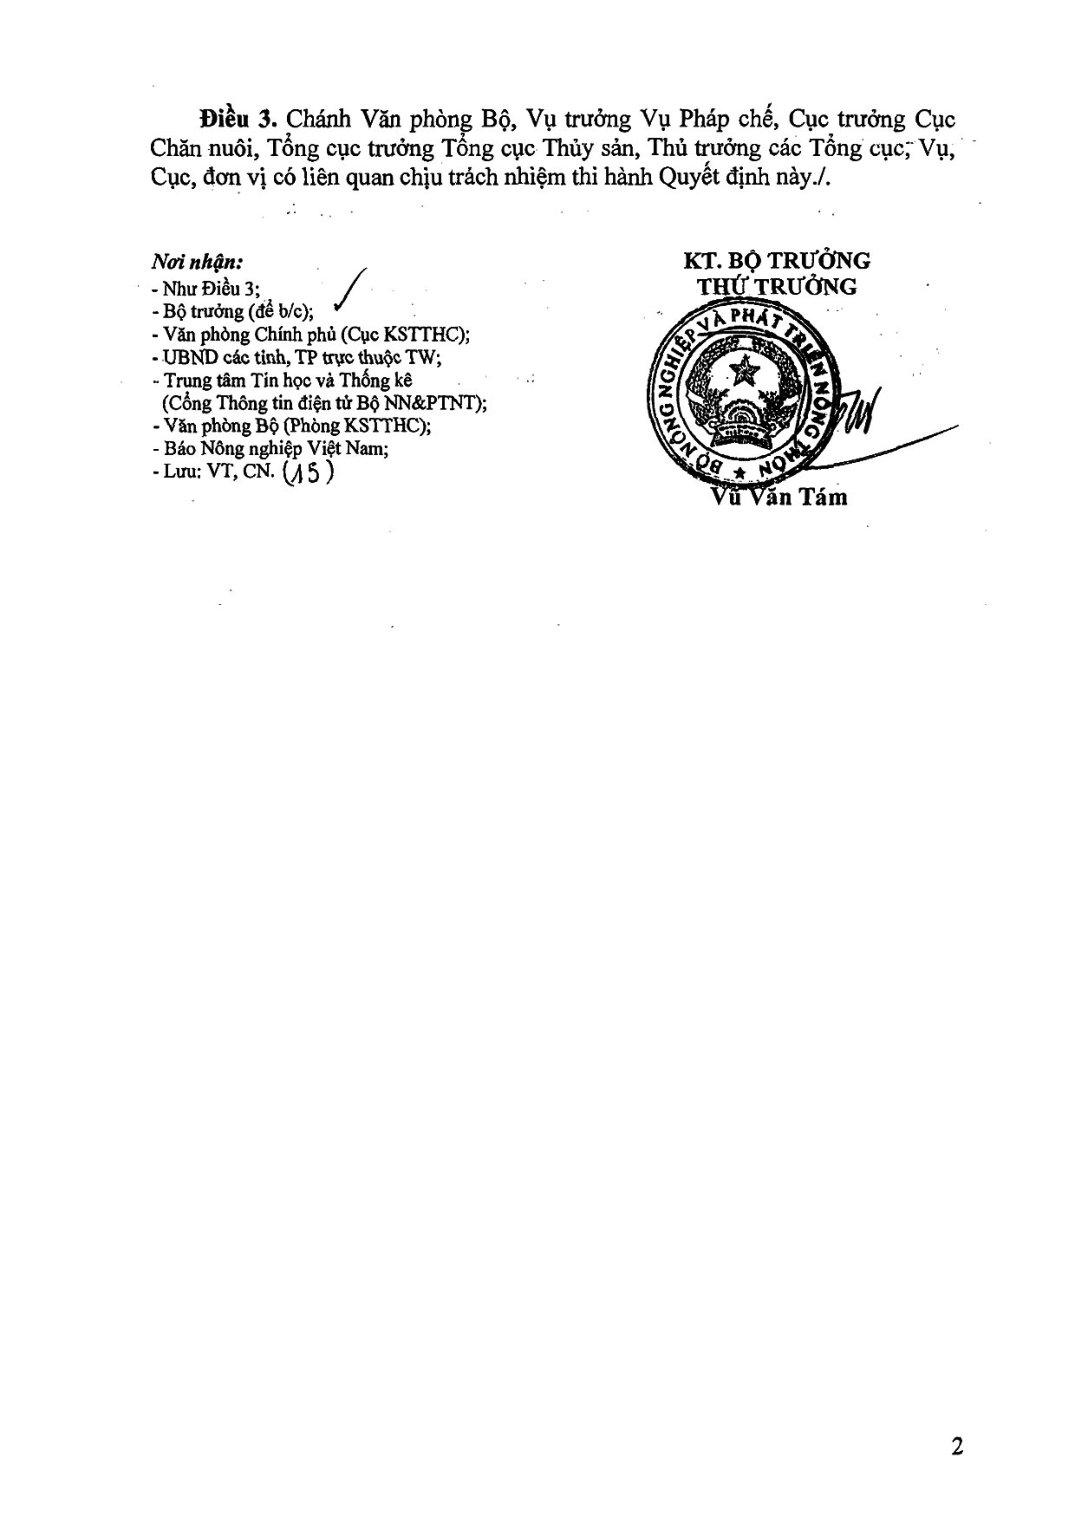 Điều 3. Chánh Văn phòng Bộ, Vụ trưởng Vụ Pháp chế, Cục trưởng Cục
Chăn nuôi, Tổng cục trưởng Tổng cục Thủy sản, Thủ trưởng các Tổng cục, Vụ,
Cục, đơn vị có liên quan chịu trách nhiệm thi hành Quyết định này./.
Nơi nhận:
- Như Điều 3;
- Bộ trưởng (để b/c);
- Văn phòng Chính phủ (Cục KSTTHC);
- UBND các tỉnh, TP trực thuộc TW;
- Trung tâm Tin học và Thống kê
(Cổng Thông tin điện tử Bộ NN&PTNT);
- Văn phòng Bộ (Phòng KSTTHC);
- Báo Nông nghiệp Việt Nam;
- Lưu: VT, CN. (15)
KT. BỘ TRƯỞNG
THỨ TRƯỞNG
BỘ NÔNG NGHIỆP VÀ PHÁT TRIỂN NÔNG THÔN
Vũ Văn Tám
2